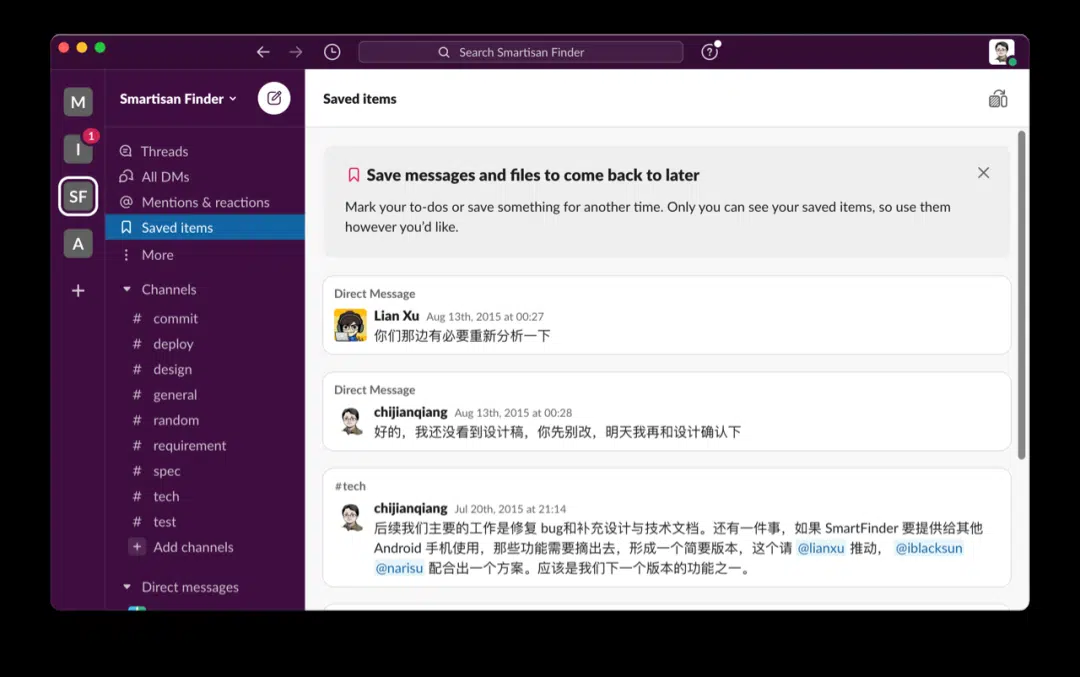 Search Smartisan Finder
M
I
1
SF
A
Smartisan Finder
Threads
All DMs
Mentions & reactions
Saved items
More
Channels
# commit
# deploy
# design
# general
# random
# requirement
# spec
# tech
# test
+ Add channels
Direct messages
Saved items
Save messages and files to come back to later
Mark your to-dos or save something for another time. Only you can see your saved items, so use them
however you'd like.
Direct Message
Lian Xu Aug 13th, 2015 at 00:27
你们那边有必要重新分析一下
Direct Message
chijianqiang Aug 13th, 2015 at 00:28
好的，我还没看到设计稿，你先别改，明天我再和设计确认下
#tech
chijianqiang Jul 20th, 2015 at 21:14
后续我们主要的工作是修复 bug和补充设计与技术文档。还有一件事，如果 SmartFinder 要提供给其他
Android 手机使用，那些功能需要摘出去，形成一个简要版本，这个请 @lianxu 推动， @iblacksun
@narisu 配合出一个方案。应该是我们下一个版本的功能之一。